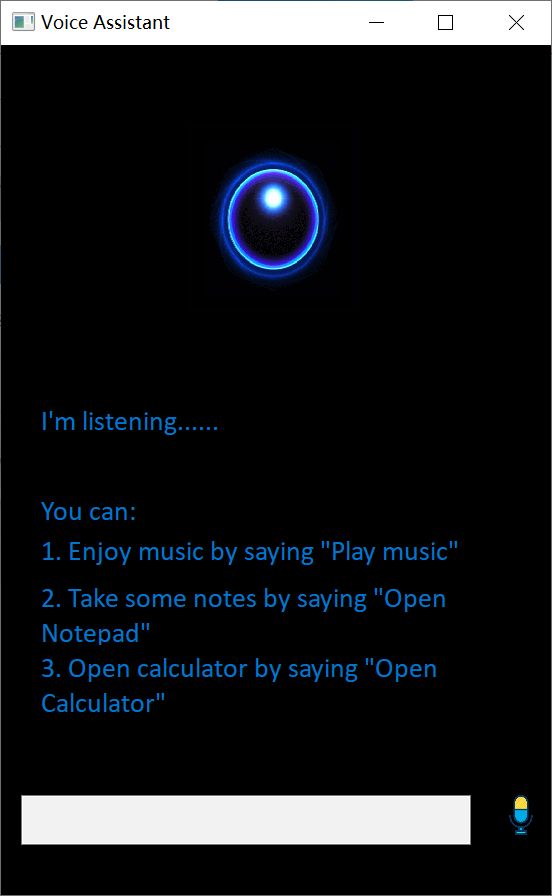 Voice Assistant
I'm listening......
You can:
1. Enjoy music by saying "Play music"
2. Take some notes by saying "Open
Notepad"
3. Open calculator by saying "Open
Calculator"